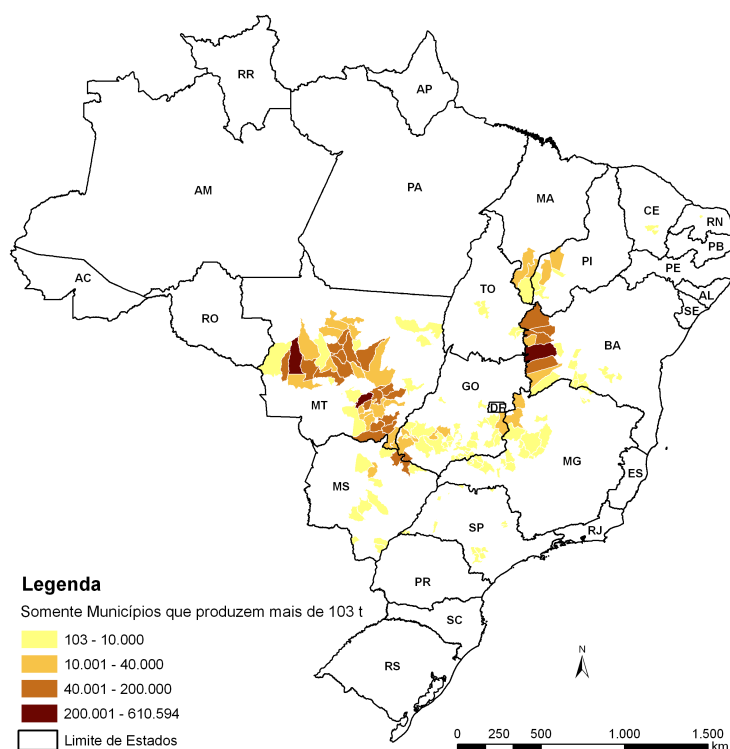 RR
AP
AM
PA
MA
CE
RN
PB
PI
PE
AC
TO
AL
SE
RO
BA
GO
DF
MT
MG
ES
MS
SP
RJ
PR
SC
RS
Legenda
Somente Municípios que produzem mais de 103 t
103 - 10.000
10.001 - 40.000
40.001 - 200.000
200.001 - 610.594
Limite de Estados
N
0 250 500 1.000 1.500
km